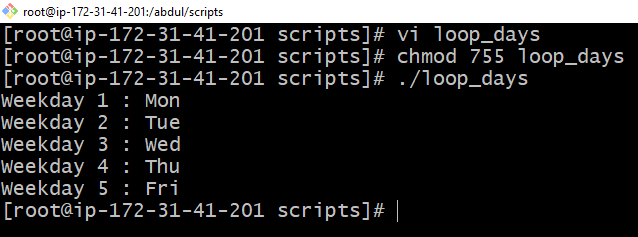 root@ip-172-31-41-201:/abdul/scripts
[root@ip-172-31-41-201 scripts]# vi loop_days
[root@ip-172-31-41-201 scripts]# chmod 755 loop_days
[root@ip-172-31-41-201 scripts]# ./loop_days
Weekday 1 : Mon
Weekday 2 : Tue
Weekday 3 : Wed
Weekday 4 : Thu
Weekday 5 : Fri
[root@ip-172-31-41-201 scripts]#